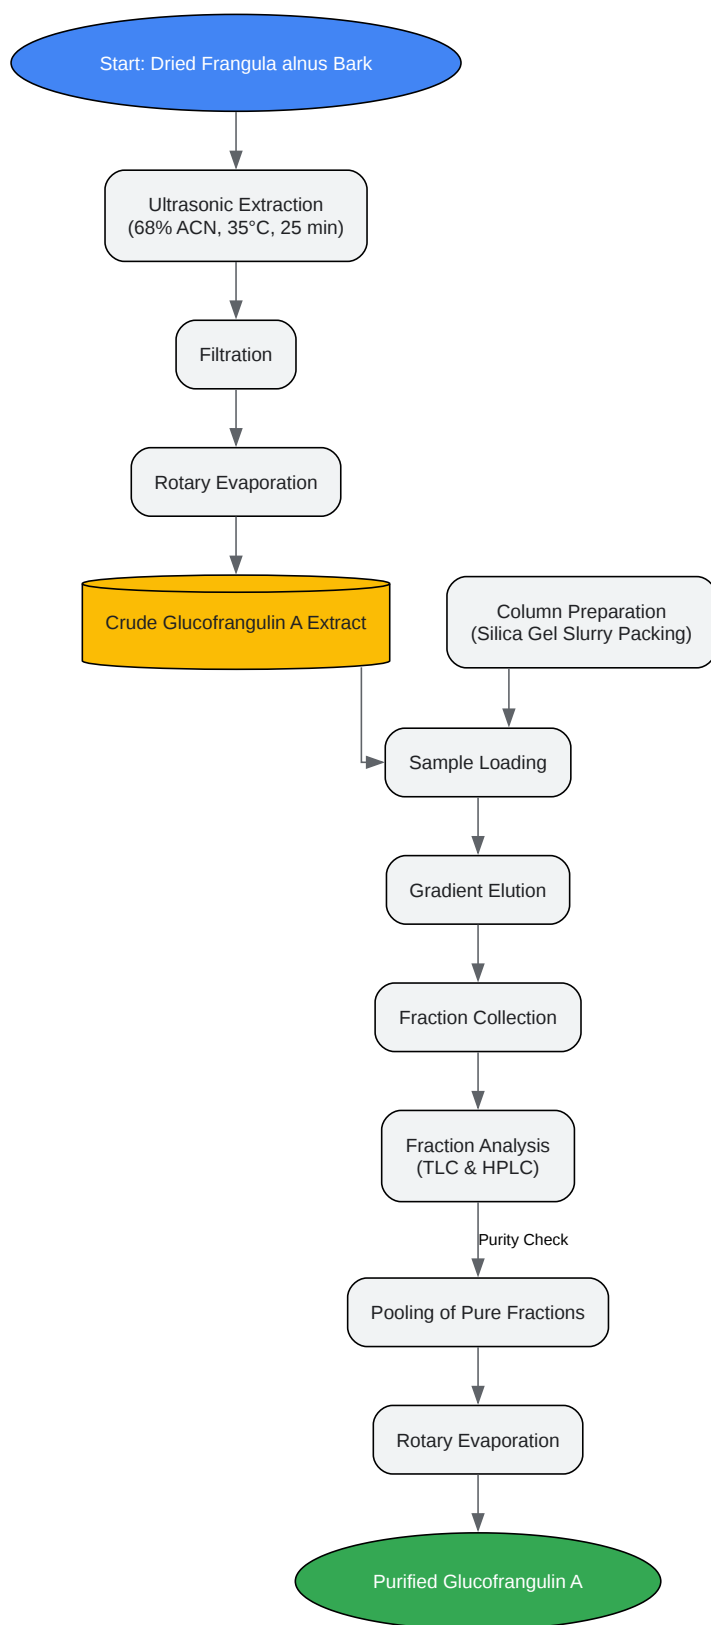 Start: Dried Frangula alnus Bark
Ultrasonic Extraction
(68% ACN, 35°C, 25 min)
Filtration
Rotary Evaporation
Crude Glucofrangulin A Extract
Column Preparation
(Silica Gel Slurry Packing)
Sample Loading
Gradient Elution
Fraction Collection
Fraction Analysis
(TLC & HPLC)
Purity Check
Pooling of Pure Fractions
Rotary Evaporation
Purified Glucofrangulin A